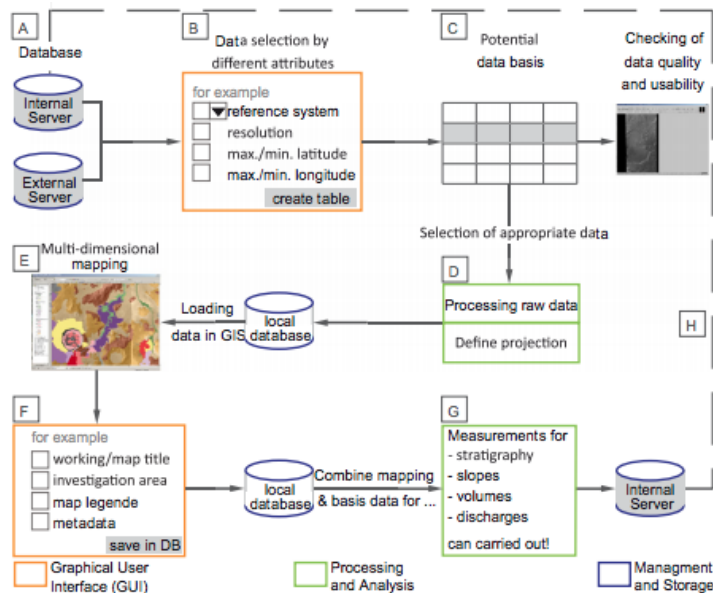 A
Database
Internal
Server
External
Server
B
Data selection by
different attributes
for example
reference system
resolution
max./min. latitude
max./min. longitude
create table
C
Potential
data basis
Checking of
data quality
and usability
Selection of appropriate data
D
Processing raw data
Define projection
E
Multi-dimensional
mapping
Loading
data in GIS
local
database
H
F
for example
working/map title
investigation area
map legende
metadata
save in DB
local
database
Combine mapping
& basis data for ...
G
Measurements for
- stratigraphy
- slopes
- volumes
- discharges
can carried out!
Internal
Server
Graphical User
Interface (GUI)
Processing
and Analysis
Managment
and Storage